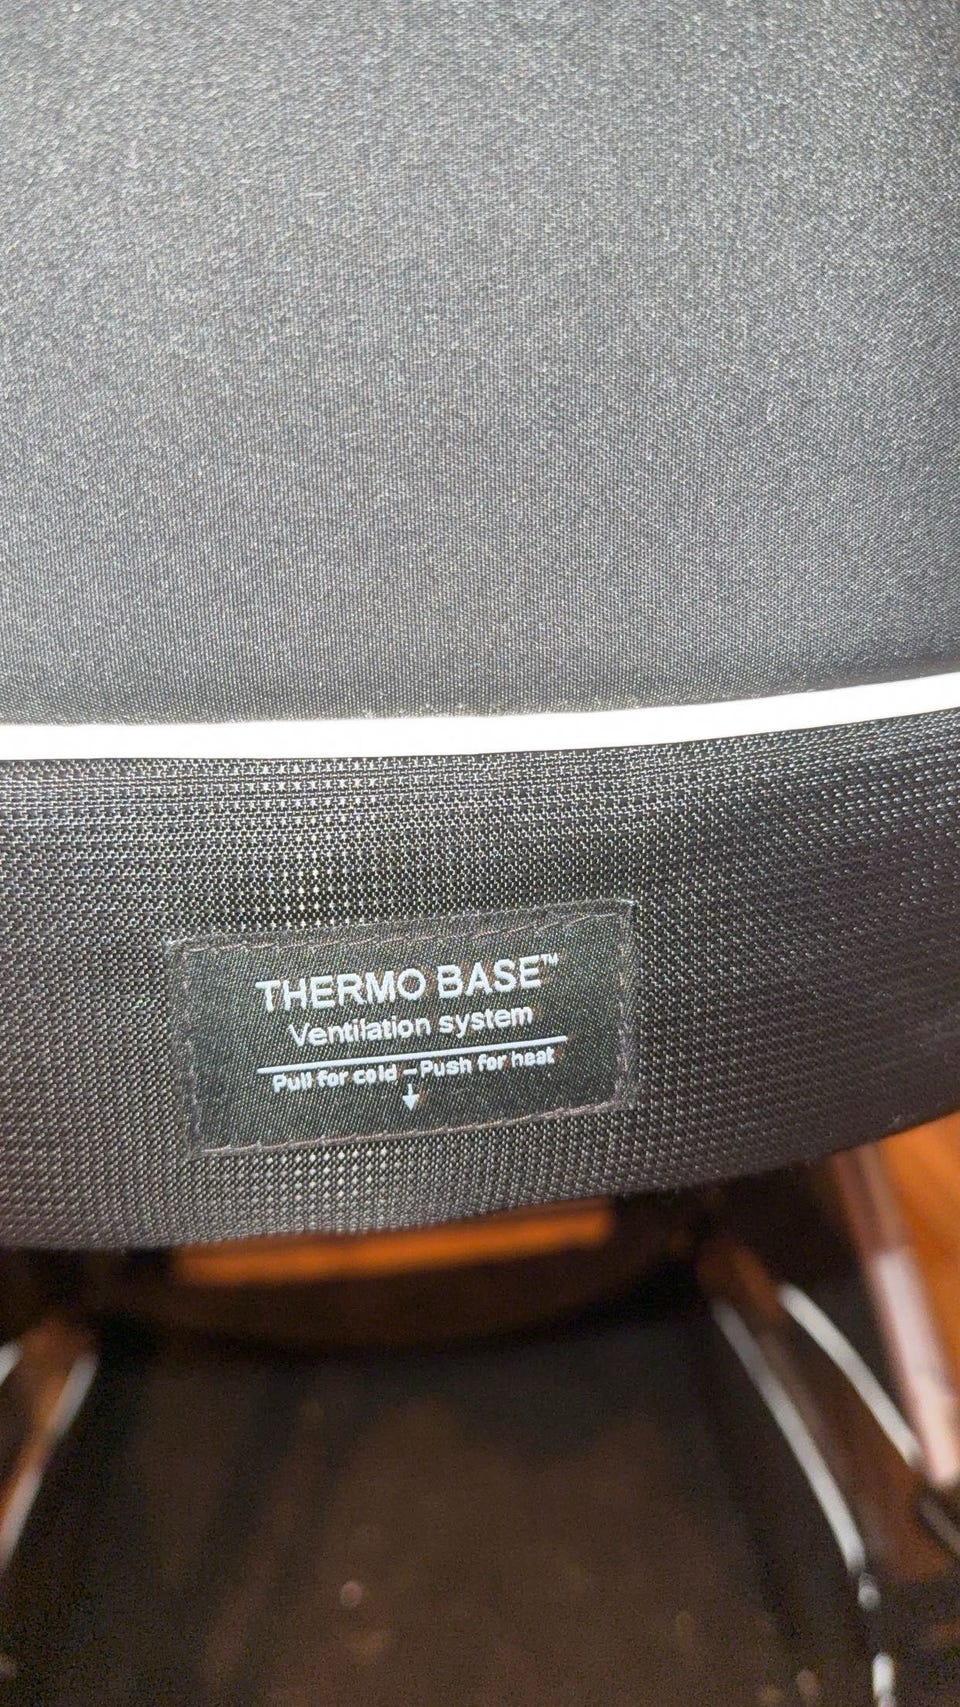 THERMO BASE™
Ventilation system
Pull for cold – Push for heat